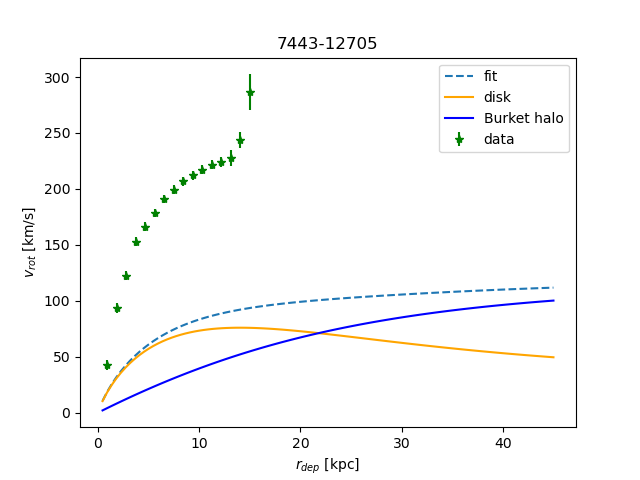 7443-12705
fit
disk
Burket halo
data
300
250
200
150
100
50
0
v_rot [km/s]
0 10 20 30 40
r_dep [kpc]